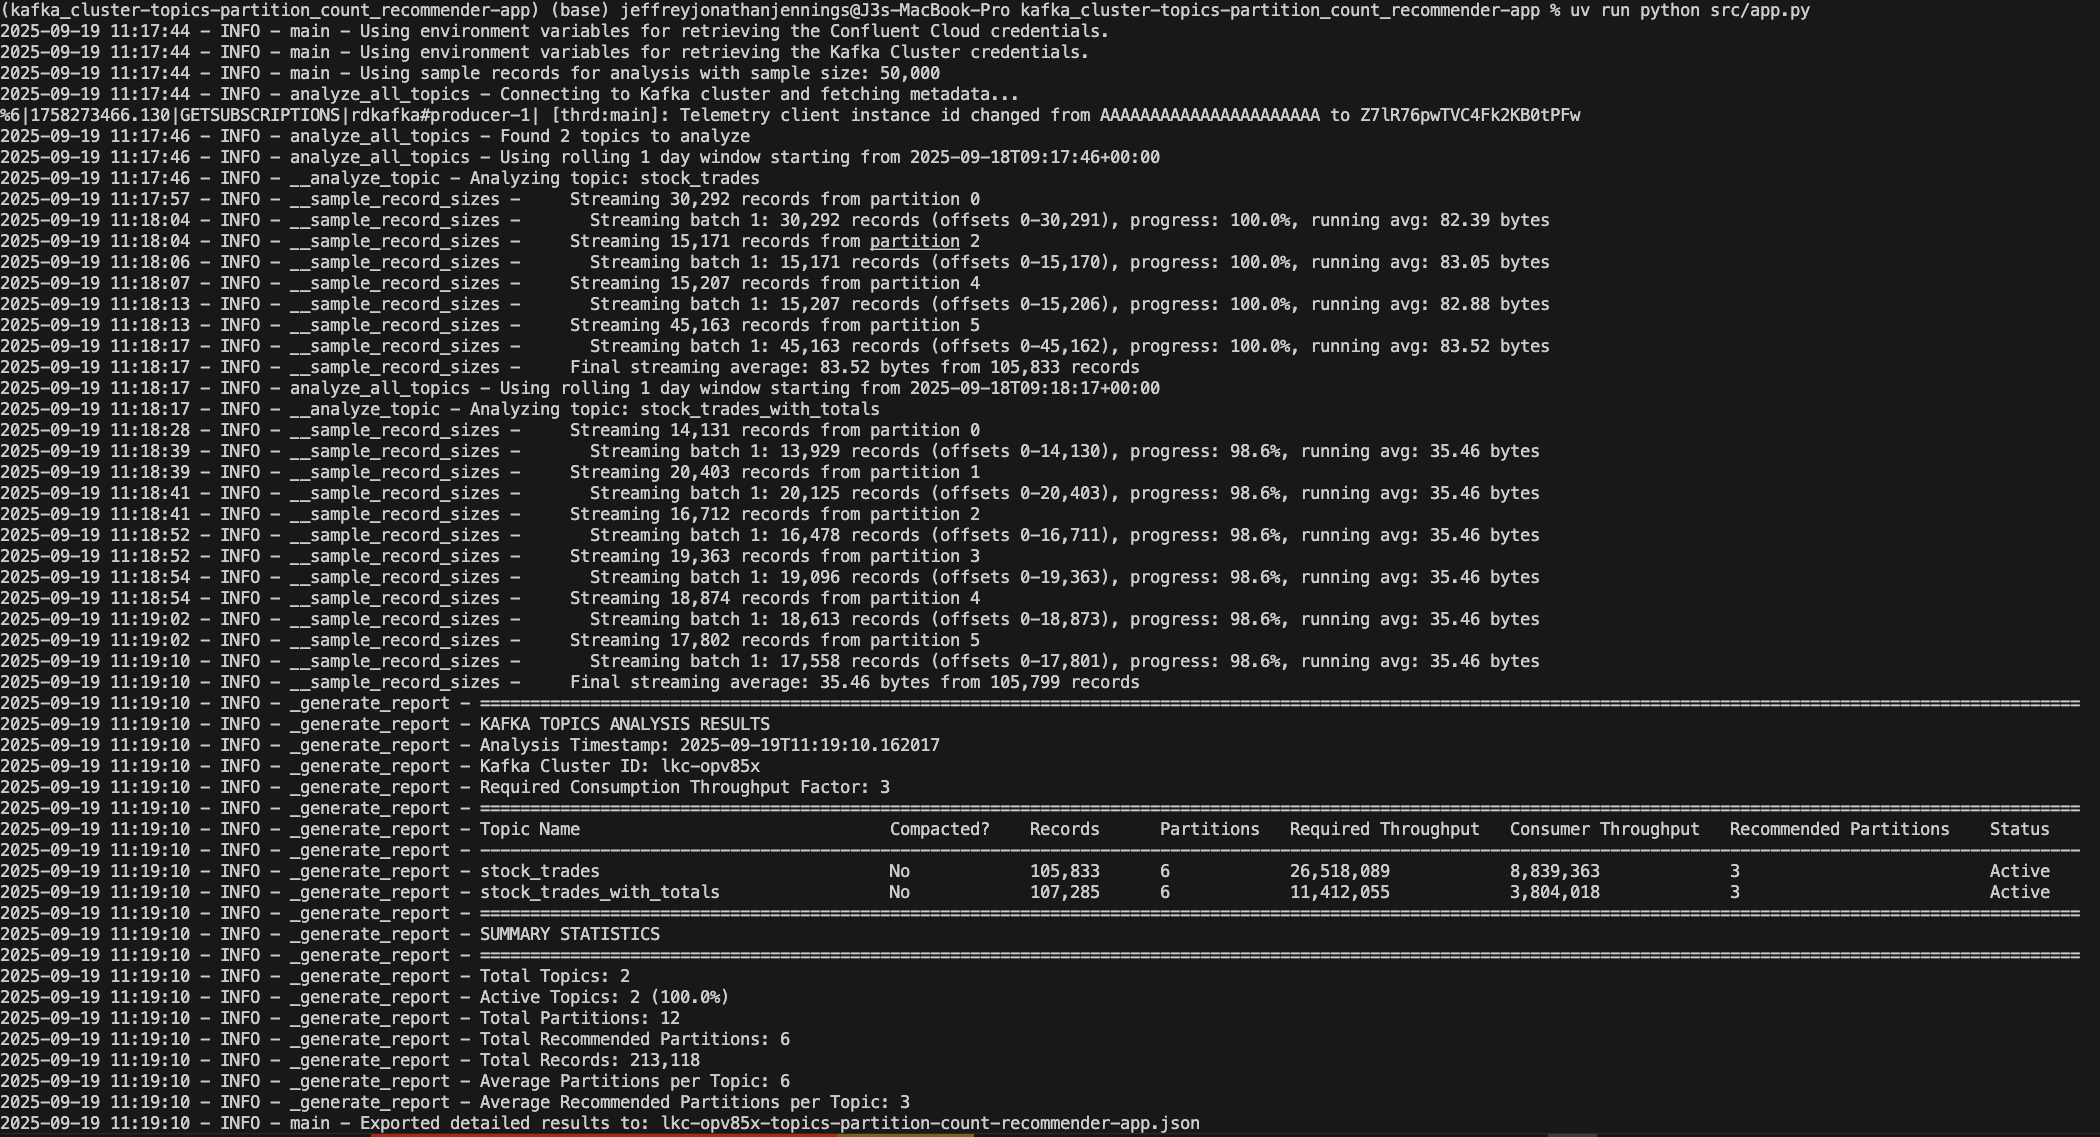 (kafka_cluster-topics-partition_count_recommender-app) (base) jeffreyjonathanjennings@J3s-MacBook-Pro kafka_cluster-topics-partition_count_recommender-app % uv run python src/app.py
2025-09-19 11:17:44 - INFO - main - Using environment variables for retrieving the Confluent Cloud credentials.
2025-09-19 11:17:44 - INFO - main - Using environment variables for retrieving the Kafka Cluster credentials.
2025-09-19 11:17:44 - INFO - main - Using sample records for analysis with sample size: 50,000
2025-09-19 11:17:44 - INFO - analyze_all_topics - Connecting to Kafka cluster and fetching metadata...
%6|1758273466.130|GETSUBSCRIPTIONS|rdkafka#producer-1| [thrd:main]: Telemetry client instance id changed from AAAAAAAAAAAAAAAAAAAAAA to Z7lR76pwTVC4Fk2KB0tPFw
2025-09-19 11:17:46 - INFO - analyze_all_topics - Found 2 topics to analyze
2025-09-19 11:17:46 - INFO - analyze_all_topics - Using rolling 1 day window starting from 2025-09-18T09:17:46+00:00
2025-09-19 11:17:46 - INFO - __analyze_topic - Analyzing topic: stock_trades
2025-09-19 11:17:57 - INFO - __sample_record_sizes -     Streaming 30,292 records from partition 0
2025-09-19 11:18:04 - INFO - __sample_record_sizes -       Streaming batch 1: 30,292 records (offsets 0-30,291), progress: 100.0%, running avg: 82.39 bytes
2025-09-19 11:18:04 - INFO - __sample_record_sizes -     Streaming 15,171 records from partition 2
2025-09-19 11:18:06 - INFO - __sample_record_sizes -       Streaming batch 1: 15,171 records (offsets 0-15,170), progress: 100.0%, running avg: 83.05 bytes
2025-09-19 11:18:07 - INFO - __sample_record_sizes -     Streaming 15,207 records from partition 4
2025-09-19 11:18:13 - INFO - __sample_record_sizes -       Streaming batch 1: 15,207 records (offsets 0-15,206), progress: 100.0%, running avg: 82.88 bytes
2025-09-19 11:18:13 - INFO - __sample_record_sizes -     Streaming 45,163 records from partition 5
2025-09-19 11:18:17 - INFO - __sample_record_sizes -       Streaming batch 1: 45,163 records (offsets 0-45,162), progress: 100.0%, running avg: 83.52 bytes
2025-09-19 11:18:17 - INFO - __sample_record_sizes -     Final streaming average: 83.52 bytes from 105,833 records
2025-09-19 11:18:17 - INFO - analyze_all_topics - Using rolling 1 day window starting from 2025-09-18T09:18:17+00:00
2025-09-19 11:18:17 - INFO - __analyze_topic - Analyzing topic: stock_trades_with_totals
2025-09-19 11:18:28 - INFO - __sample_record_sizes -     Streaming 14,131 records from partition 0
2025-09-19 11:18:39 - INFO - __sample_record_sizes -       Streaming batch 1: 13,929 records (offsets 0-14,130), progress: 98.6%, running avg: 35.46 bytes
2025-09-19 11:18:39 - INFO - __sample_record_sizes -     Streaming 20,403 records from partition 1
2025-09-19 11:18:41 - INFO - __sample_record_sizes -       Streaming batch 1: 20,125 records (offsets 0-20,403), progress: 98.6%, running avg: 35.46 bytes
2025-09-19 11:18:41 - INFO - __sample_record_sizes -     Streaming 16,712 records from partition 2
2025-09-19 11:18:52 - INFO - __sample_record_sizes -       Streaming batch 1: 16,478 records (offsets 0-16,711), progress: 98.6%, running avg: 35.46 bytes
2025-09-19 11:18:52 - INFO - __sample_record_sizes -     Streaming 19,363 records from partition 3
2025-09-19 11:18:54 - INFO - __sample_record_sizes -       Streaming batch 1: 19,096 records (offsets 0-19,363), progress: 98.6%, running avg: 35.46 bytes
2025-09-19 11:18:54 - INFO - __sample_record_sizes -     Streaming 18,874 records from partition 4
2025-09-19 11:19:02 - INFO - __sample_record_sizes -       Streaming batch 1: 18,613 records (offsets 0-18,873), progress: 98.6%, running avg: 35.46 bytes
2025-09-19 11:19:02 - INFO - __sample_record_sizes -     Streaming 17,802 records from partition 5
2025-09-19 11:19:10 - INFO - __sample_record_sizes -       Streaming batch 1: 17,558 records (offsets 0-17,801), progress: 98.6%, running avg: 35.46 bytes
2025-09-19 11:19:10 - INFO - __sample_record_sizes -     Final streaming average: 35.46 bytes from 105,799 records
2025-09-19 11:19:10 - INFO - _generate_report - ================================================================================
2025-09-19 11:19:10 - INFO - _generate_report - KAFKA TOPICS ANALYSIS RESULTS
2025-09-19 11:19:10 - INFO - _generate_report - Analysis Timestamp: 2025-09-19T11:19:10.162017
2025-09-19 11:19:10 - INFO - _generate_report - Kafka Cluster ID: lkc-opv85x
2025-09-19 11:19:10 - INFO - _generate_report - Required Consumption Throughput Factor: 3
2025-09-19 11:19:10 - INFO - _generate_report - ================================================================================
2025-09-19 11:19:10 - INFO - _generate_report - Topic Name                               Compacted?    Records      Partitions   Required Throughput   Consumer Throughput   Recommended Partitions    Status
2025-09-19 11:19:10 - INFO - _generate_report - --------------------------------------------------------------------------------
2025-09-19 11:19:10 - INFO - _generate_report - stock_trades                             No            105,833      6            26,518,089            8,839,363             3                         Active
2025-09-19 11:19:10 - INFO - _generate_report - stock_trades_with_totals                 No            107,285      6            11,412,055            3,804,018             3                         Active
2025-09-19 11:19:10 - INFO - _generate_report - ================================================================================
2025-09-19 11:19:10 - INFO - _generate_report - SUMMARY STATISTICS
2025-09-19 11:19:10 - INFO - _generate_report - ================================================================================
2025-09-19 11:19:10 - INFO - _generate_report - Total Topics: 2
2025-09-19 11:19:10 - INFO - _generate_report - Active Topics: 2 (100.0%)
2025-09-19 11:19:10 - INFO - _generate_report - Total Partitions: 12
2025-09-19 11:19:10 - INFO - _generate_report - Total Recommended Partitions: 6
2025-09-19 11:19:10 - INFO - _generate_report - Total Records: 213,118
2025-09-19 11:19:10 - INFO - _generate_report - Average Partitions per Topic: 6
2025-09-19 11:19:10 - INFO - _generate_report - Average Recommended Partitions per Topic: 3
2025-09-19 11:19:10 - INFO - main - Exported detailed results to: lkc-opv85x-topics-partition-count-recommender-app.json